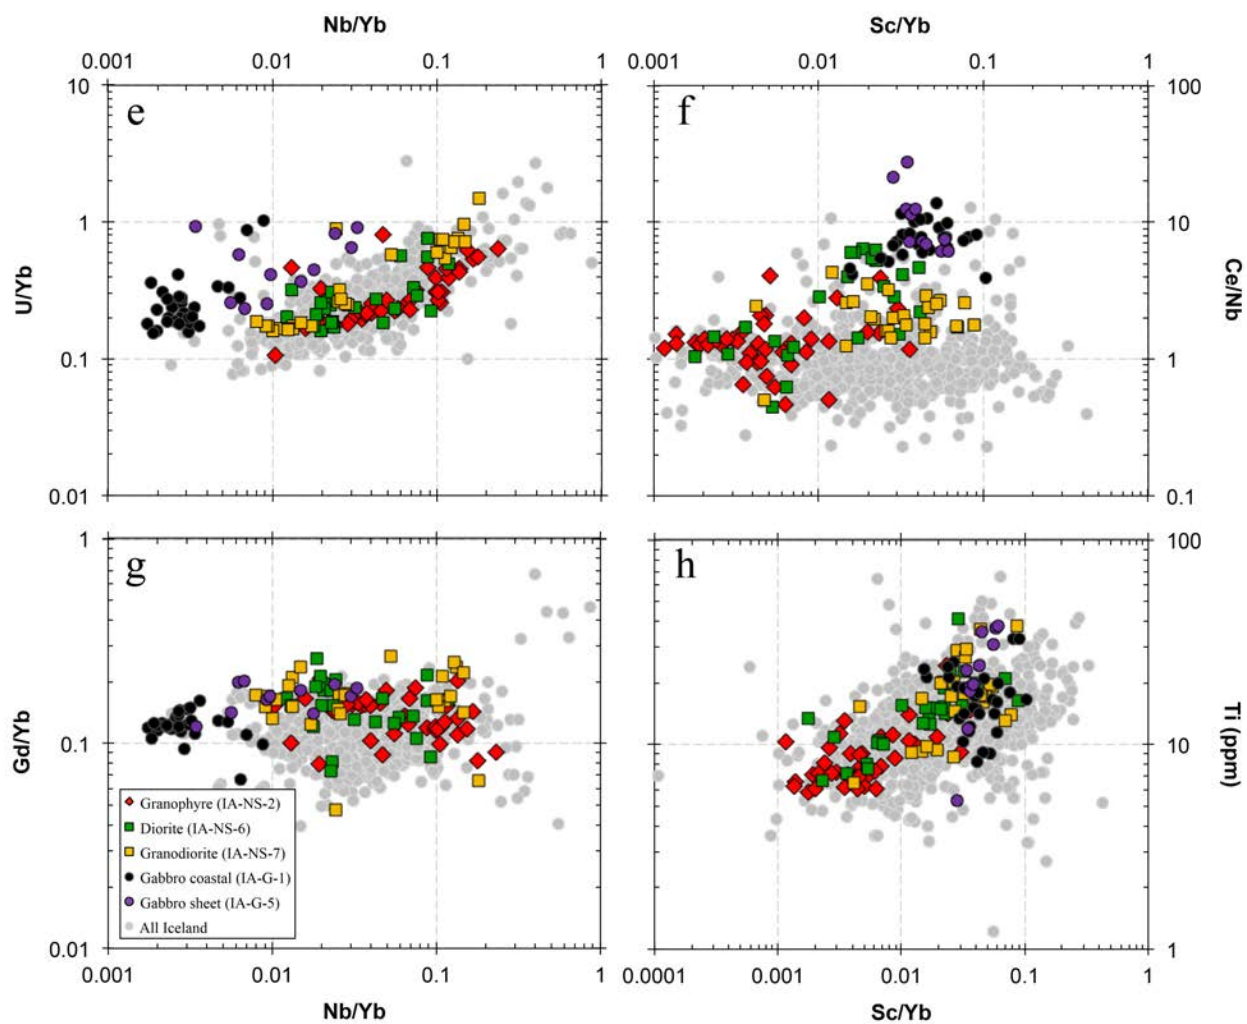 Nb/Yb Sc/Yb
0.001 0.01 0.1 1 0.001 0.01 0.1 1
10 e f 100
U/Yb
1 10
Ce/Nb
0.1 1
0.01 0.1
1 g h 100
Gd/Yb
0.1 10
Ti (ppm)
Granophyre (IA-NS-2)
Diorite (IA-NS-6)
Granodiorite (IA-NS-7)
Gabbro coastal (IA-G-1)
Gabbro sheet (IA-G-5)
All Iceland
0.01 1
0.001 0.01 0.1 1 0.0001 0.001 0.01 0.1 1
Nb/Yb Sc/Yb